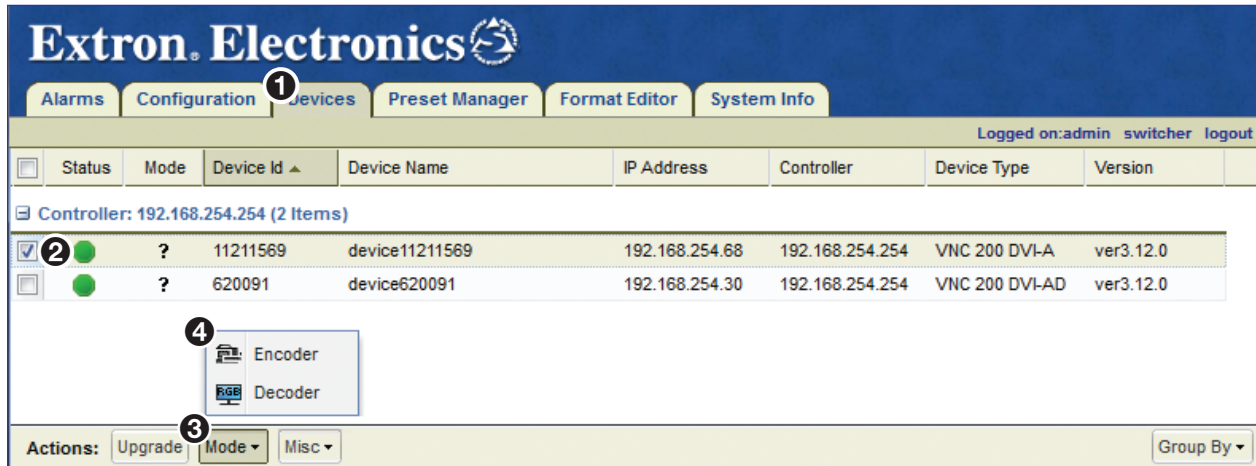 Extron® Electronics
1
Alarms Configuration Devices Preset Manager Format Editor System Info
Logged on:admin switcher logout
Status Mode Device Id Device Name IP Address Controller Device Type Version
Controller: 192.168.254.254 (2 Items)
2 ? 11211569 device11211569 192.168.254.68 192.168.254.254 VNC 200 DVI-A ver3.12.0
? 620091 device620091 192.168.254.30 192.168.254.254 VNC 200 DVI-AD ver3.12.0
4
Encoder
RGB Decoder
3
Actions: Upgrade Mode Misc Group By